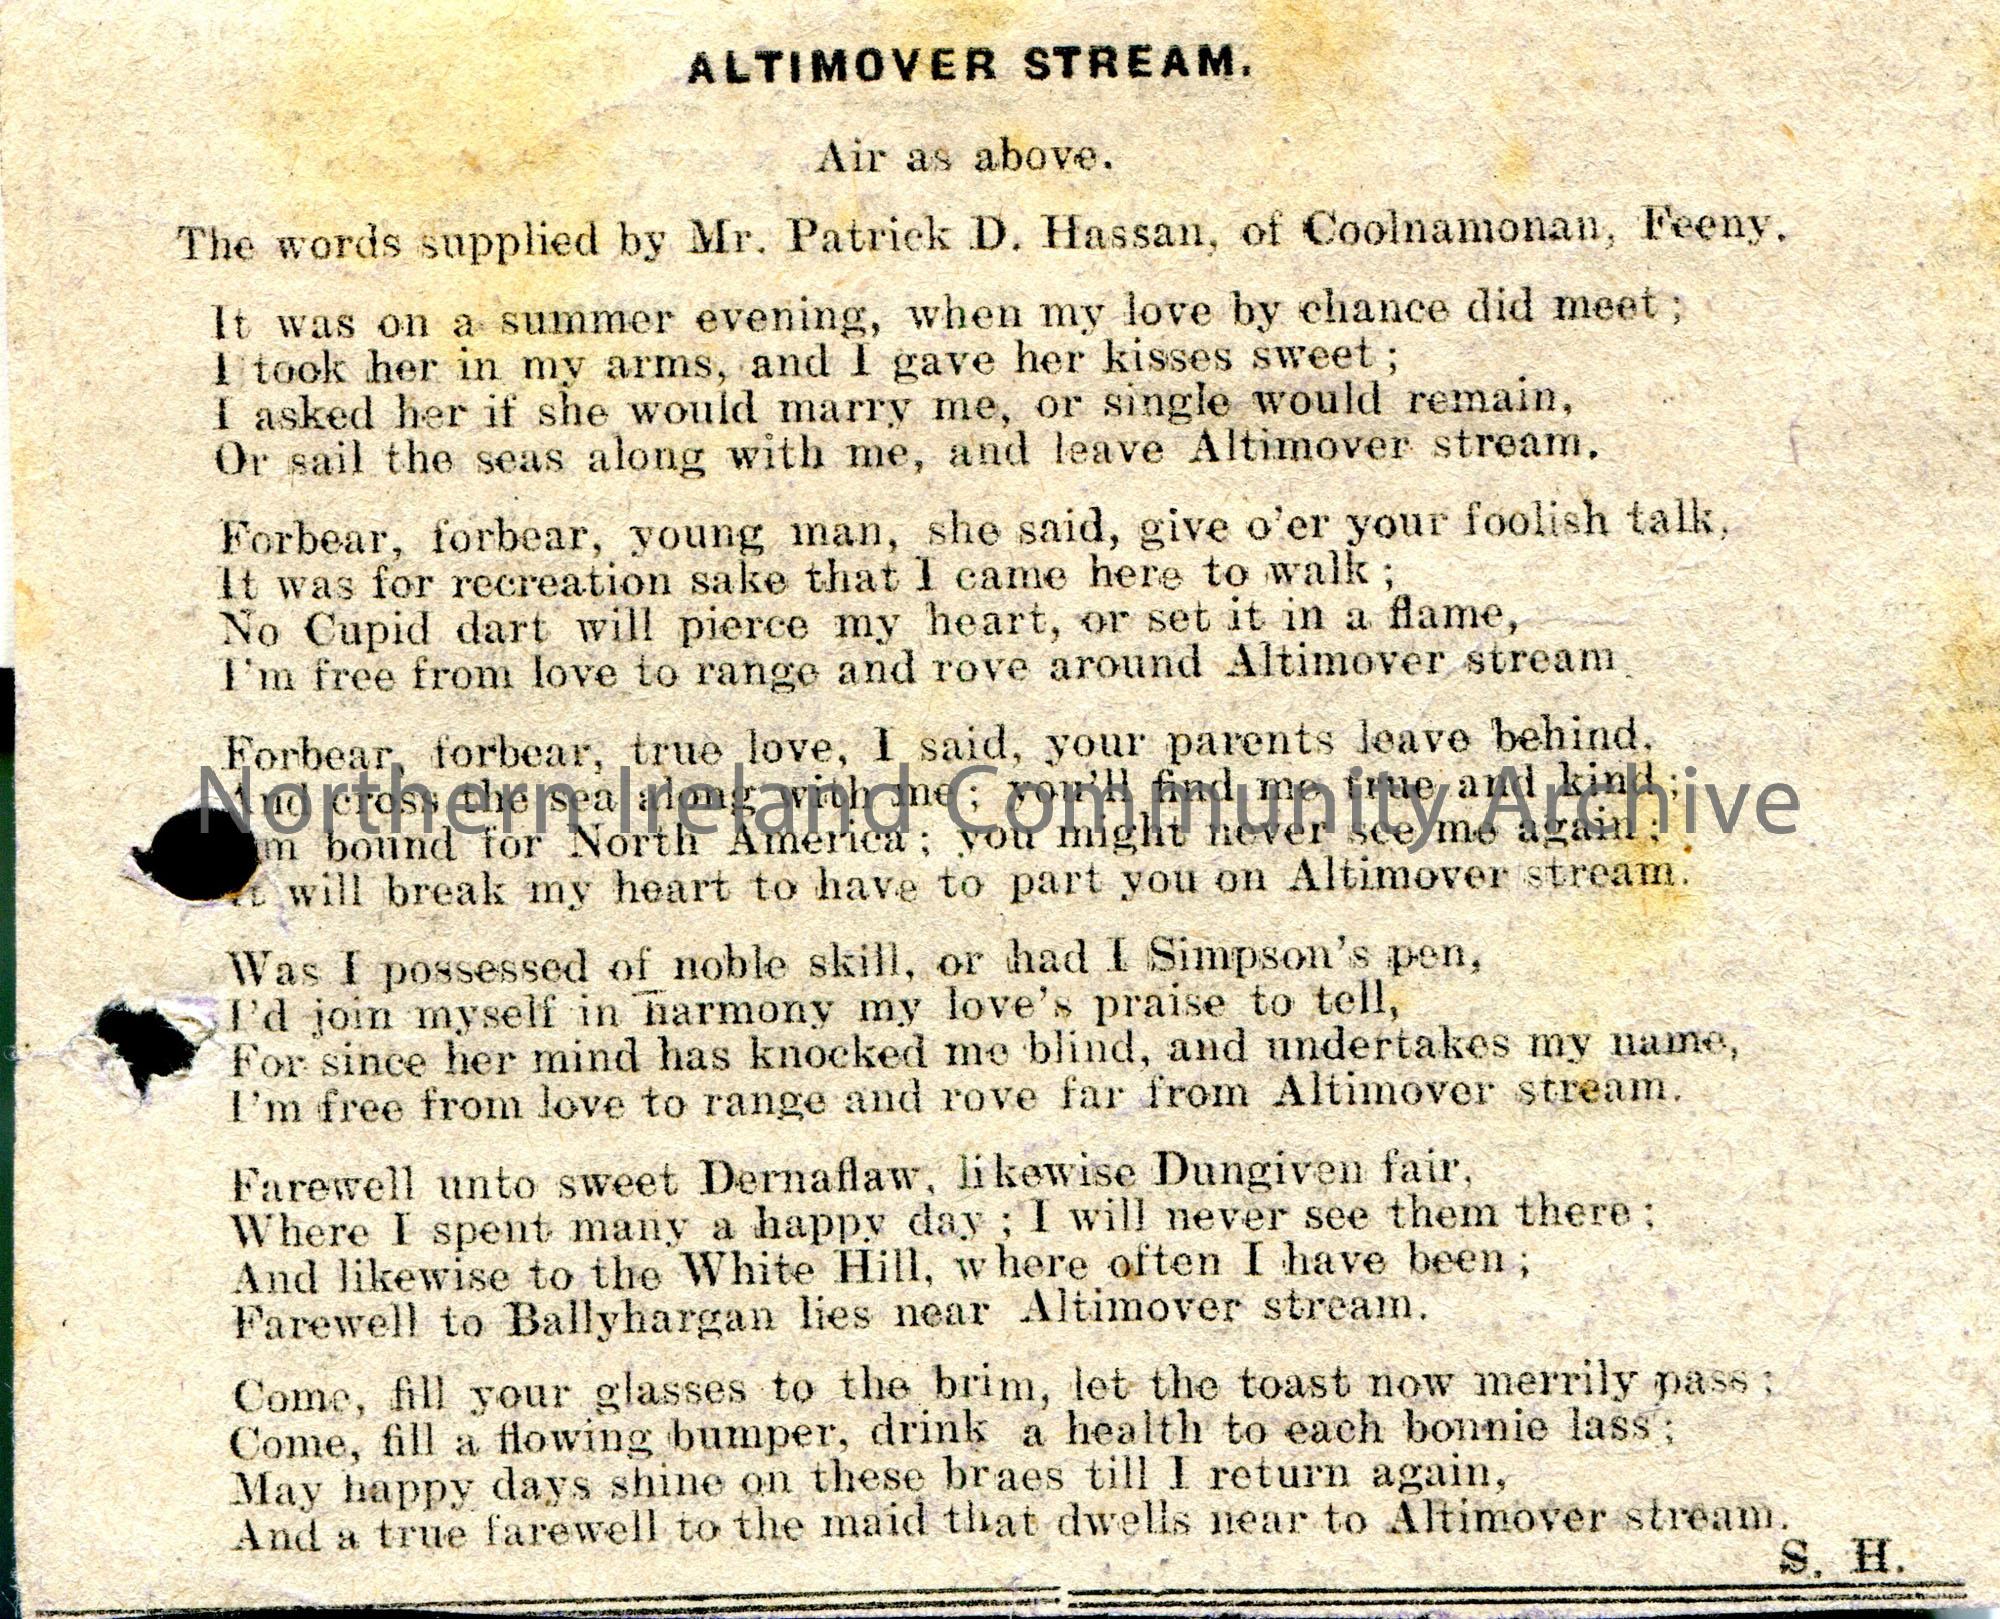 ALTIMOVER STREAM.
Air as above.
The words supplied by Mr. Patrick D. Hassan, of Coolnamonan, Feeny.
It was on a summer evening, when my love by chance did meet;
I took her in my arms, and I gave her kisses sweet;
I asked her if she would marry me, or single would remain,
Or sail the seas along with me, and leave Altimover stream.
Forbear, forbear, young man, she said, give o'er your foolish talk,
It was for recreation sake that I came here to walk;
No Cupid dart will pierce my heart, or set it in a flame,
I'm free from love to range and rove around Altimover stream.
Forbear, forbear, true love, I said, your parents leave behind,
And cross the sea along with me; you'll find me true and kind;
Northern Ireland Community Archive
m bound for North America; you might never see me again;
It will break my heart to have to part you on Altimover stream.
Was I possessed of noble skill, or had I Simpson's pen,
I'd join myself in harmony my love's praise to tell,
For since her mind has knocked me blind, and undertakes my name,
I'm free from love to range and rove far from Altimover stream.
Farewell unto sweet Dernaflaw, likewise Dungiven fair,
Where I spent many a happy day; I will never see them there;
And likewise to the White Hill, where often I have been;
Farewell to Ballyhargan lies near Altimover stream.
Come, fill your glasses to the brim, let the toast now merrily pass;
Come, fill a flowing bumper, drink a health to each bonnie lass;
May happy days shine on these braes till I return again,
And a true farewell to the maid that dwells near to Altimover stream.
S. H.